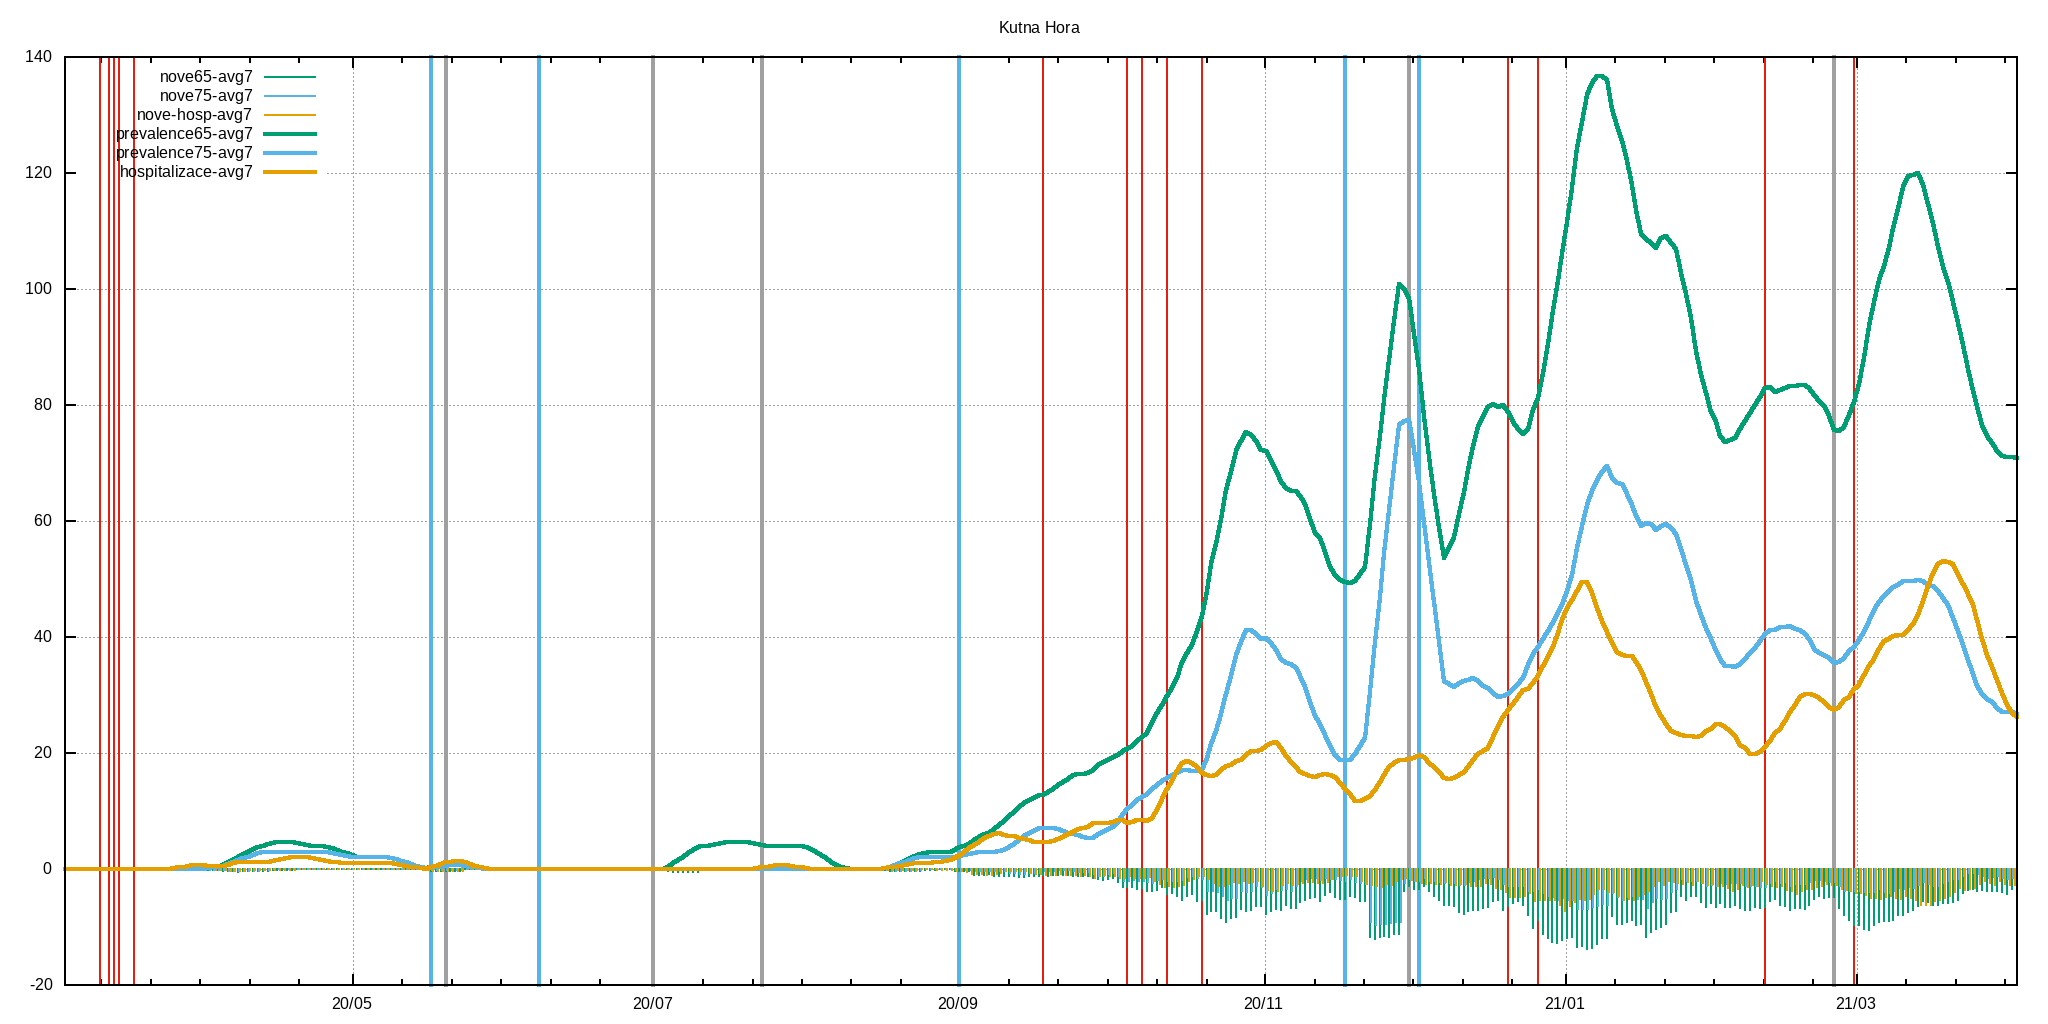 Kutna Hora
140
120
100
80
60
40
20
0
-20
nove65-avg7
nove75-avg7
nove-hosp-avg7
prevalence65-avg7
prevalence75-avg7
hospitalizace-avg7
20/05 20/07 20/09 20/11 21/01 21/03